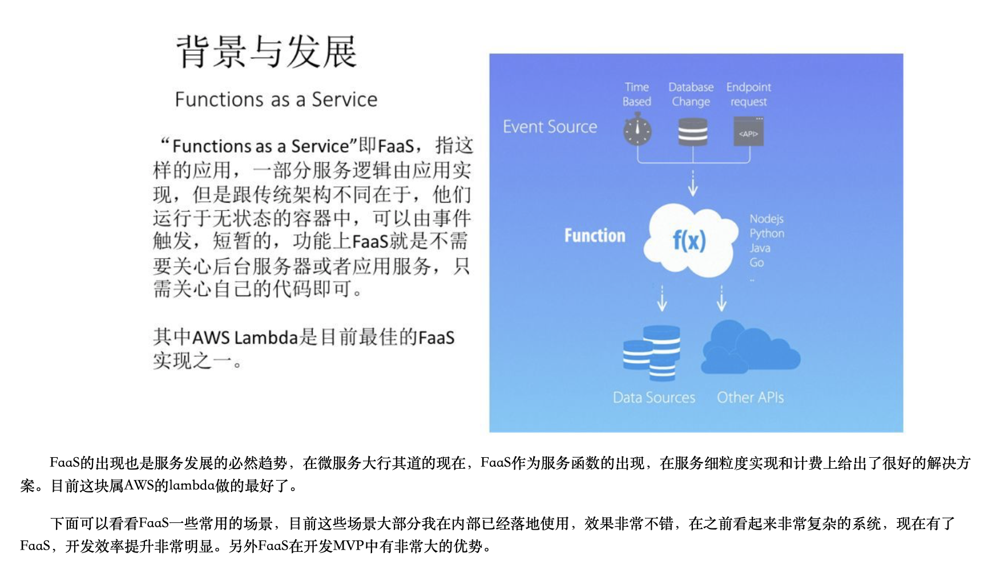 背景与发展
Functions as a Service
“Functions as a Service”即FaaS，指这
样的应用，一部分服务逻辑由应用实
现，但是跟传统架构不同在于，他们
运行于无状态的容器中，可以由事件
触发，短暂的，功能上FaaS就是不需
要关心后台服务器或者应用服务，只
需关心自己的代码即可。
其中AWS Lambda是目前最佳的FaaS
实现之一。
Time
Based
Database
Change
Endpoint
request
Event Source
<API>
Function
f(x)
Nodejs
Python
Java
Go
..
Data Sources
Other APIs
FaaS的出现也是服务发展的必然趋势，在微服务大行其道的现在，FaaS作为服务函数的出现，在服务细粒度实现和计费上给出了很好的解决方
案。目前这块属AWS的lambda做的最好了。
下面可以看看FaaS一些常用的场景，目前这些场景大部分我在内部已经落地使用，效果非常不错，在之前看起来非常复杂的系统，现在有了
FaaS，开发效率提升非常明显。另外FaaS在开发MVP中有非常大的优势。